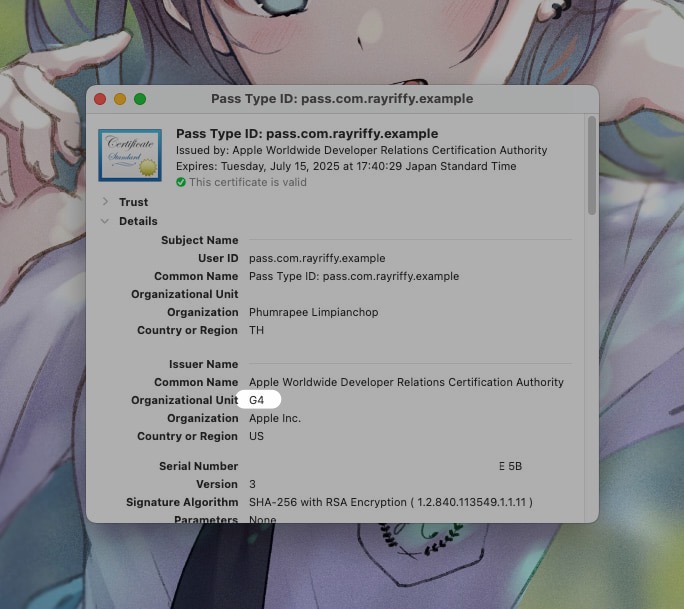 Pass Type ID: pass.com.rayriffy.example
Certificate
Standard
Pass Type ID: pass.com.rayriffy.example
Issued by: Apple Worldwide Developer Relations Certification Authority
Expires: Tuesday, July 15, 2025 at 17:40:29 Japan Standard Time
This certificate is valid
Trust
Details
Subject Name
User ID pass.com.rayriffy.example
Common Name Pass Type ID: pass.com.rayriffy.example
Organizational Unit
Organization Phumrapee Limpianchop
Country or Region TH
Issuer Name
Common Name Apple Worldwide Developer Relations Certification Authority
Organizational Unit G4
Organization Apple Inc.
Country or Region US
Serial Number E 5B
Version 3
Signature Algorithm SHA-256 with RSA Encryption ( 1.2.840.113549.1.1.11 )
Parameters None